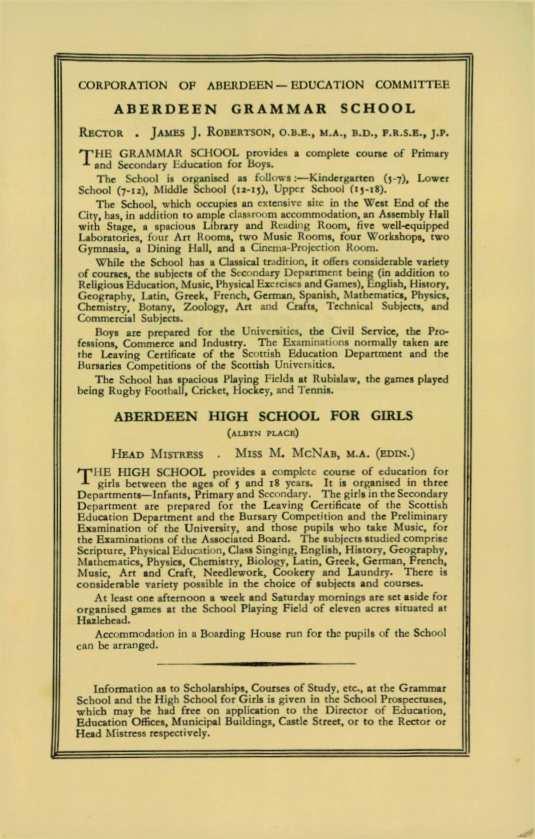 CORPORATION OF ABERDEEN — EDUCATION COMMITTEE
ABERDEEN GRAMMAR SCHOOL
RECTOR . JAMES J. ROBERTSON, O.B.E., M.A., B.D., F.R.S.E., J.P.
THE GRAMMAR SCHOOL provides a complete course of Primary
and Secondary Education for Boys.
The School is organised as follows :—Kindergarten (5-7), Lower
School (7-12), Middle School (12-15), Upper School (15-18).
The School, which occupies an extensive site in the West End of the
City, has, in addition to ample classroom accommodation, an Assembly Hall
with Stage, a spacious Library and Reading Room, five well-equipped
Laboratories, four Art Rooms, two Music Rooms, four Workshops, two
Gymnasia, a Dining Hall, and a Cinema-Projection Room.
While the School has a Classical tradition, it offers considerable variety
of courses, the subjects of the Secondary Department being (in addition to
Religious Education, Music, Physical Exercises and Games), English, History,
Geography, Latin, Greek, French, German, Spanish, Mathematics, Physics,
Chemistry, Botany, Zoology, Art and Crafts, Technical Subjects, and
Commercial Subjects.
Boys are prepared for the Universities, the Civil Service, the Pro-
fessions, Commerce and Industry. The Examinations normally taken are
the Leaving Certificate of the Scottish Education Department and the
Bursaries Competitions of the Scottish Universities.
The School has spacious Playing Fields at Rubislaw, the games played
being Rugby Football, Cricket, Hockey, and Tennis.
ABERDEEN HIGH SCHOOL FOR GIRLS
(ALBYN PLACE)
HEAD MISTRESS . MISS M. MCNAB, M.A. (EDIN.)
THE HIGH SCHOOL provides a complete course of education for
girls between the ages of 5 and 18 years. It is organised in three
Departments—Infants, Primary and Secondary. The girls in the Secondary
Department are prepared for the Leaving Certificate of the Scottish
Education Department and the Bursary Competition and the Preliminary
Examination of the University, and those pupils who take Music, for
the Examinations of the Associated Board. The subjects studied comprise
Scripture, Physical Education, Class Singing, English, History, Geography,
Mathematics, Physics, Chemistry, Biology, Latin, Greek, German, French,
Music, Art and Craft, Needlework, Cookery and Laundry. There is
considerable variety possible in the choice of subjects and courses.
At least one afternoon a week and Saturday mornings are set aside for
organised games at the School Playing Field of eleven acres situated at
Hazlehead.
Accommodation in a Boarding House run for the pupils of the School
can be arranged.
Information as to Scholarships, Courses of Study, etc., at the Grammar
School and the High School for Girls is given in the School Prospectuses,
which may be had free on application to the Director of Education,
Education Offices, Municipal Buildings, Castle Street, or to the Rector or
Head Mistress respectively.